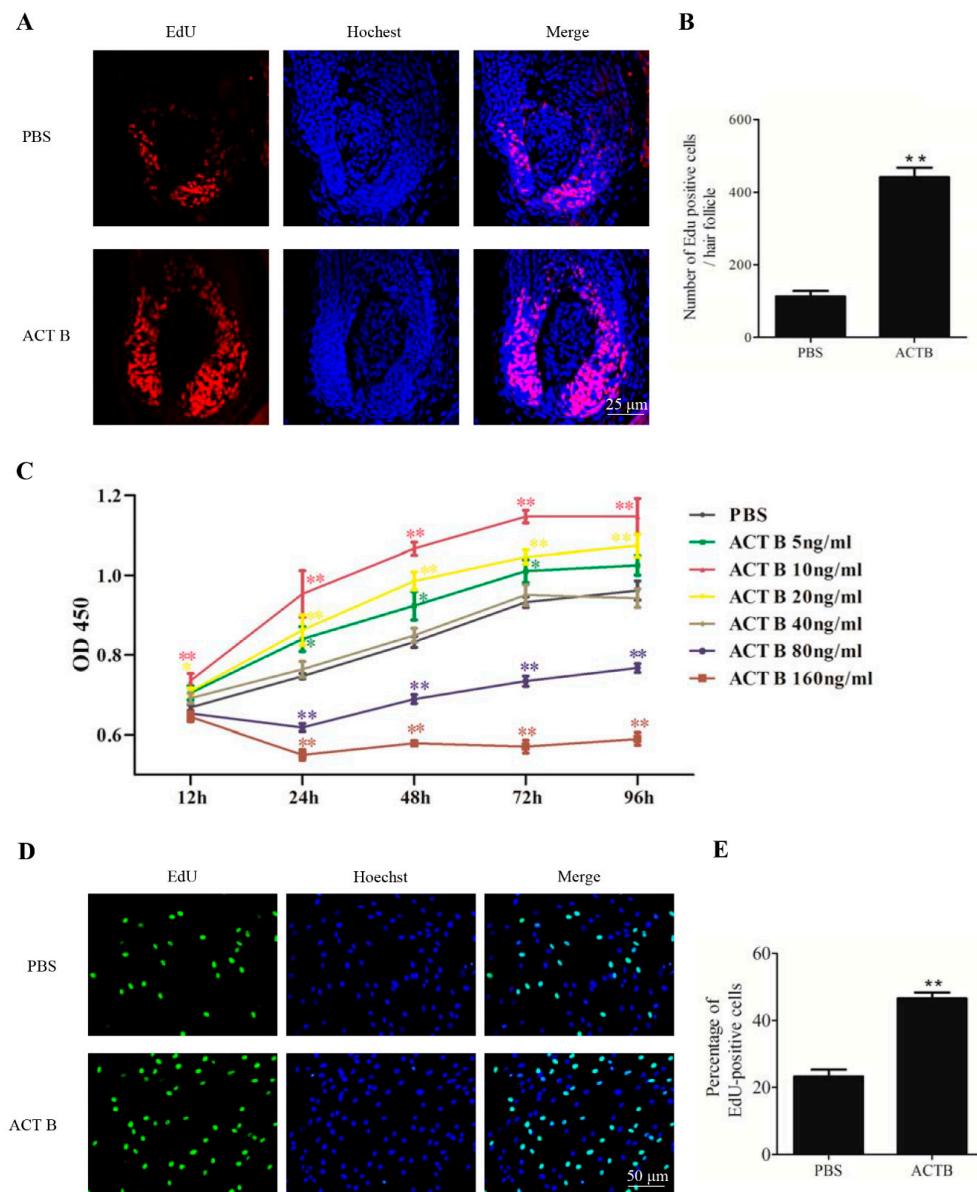 A
EdU
Hochest
Merge
PBS
ACT B
25 μm
B
Number of Edu positive cells
/ hair follicle
600
400
200
0
**
PBS
ACTB
C
OD 450
1.2
1.0
0.8
0.6
12h
24h
48h
72h
96h
**
*
**
**
*
**
**
**
**
*
**
**
**
**
*
**
**
**
**
**
**
PBS
ACT B 5ng/ml
ACT B 10ng/ml
ACT B 20ng/ml
ACT B 40ng/ml
ACT B 80ng/ml
ACT B 160ng/ml
D
EdU
Hoechst
Merge
PBS
ACT B
50 μm
E
Percentage of
EdU-positive cells
60
40
20
0
**
PBS
ACTB